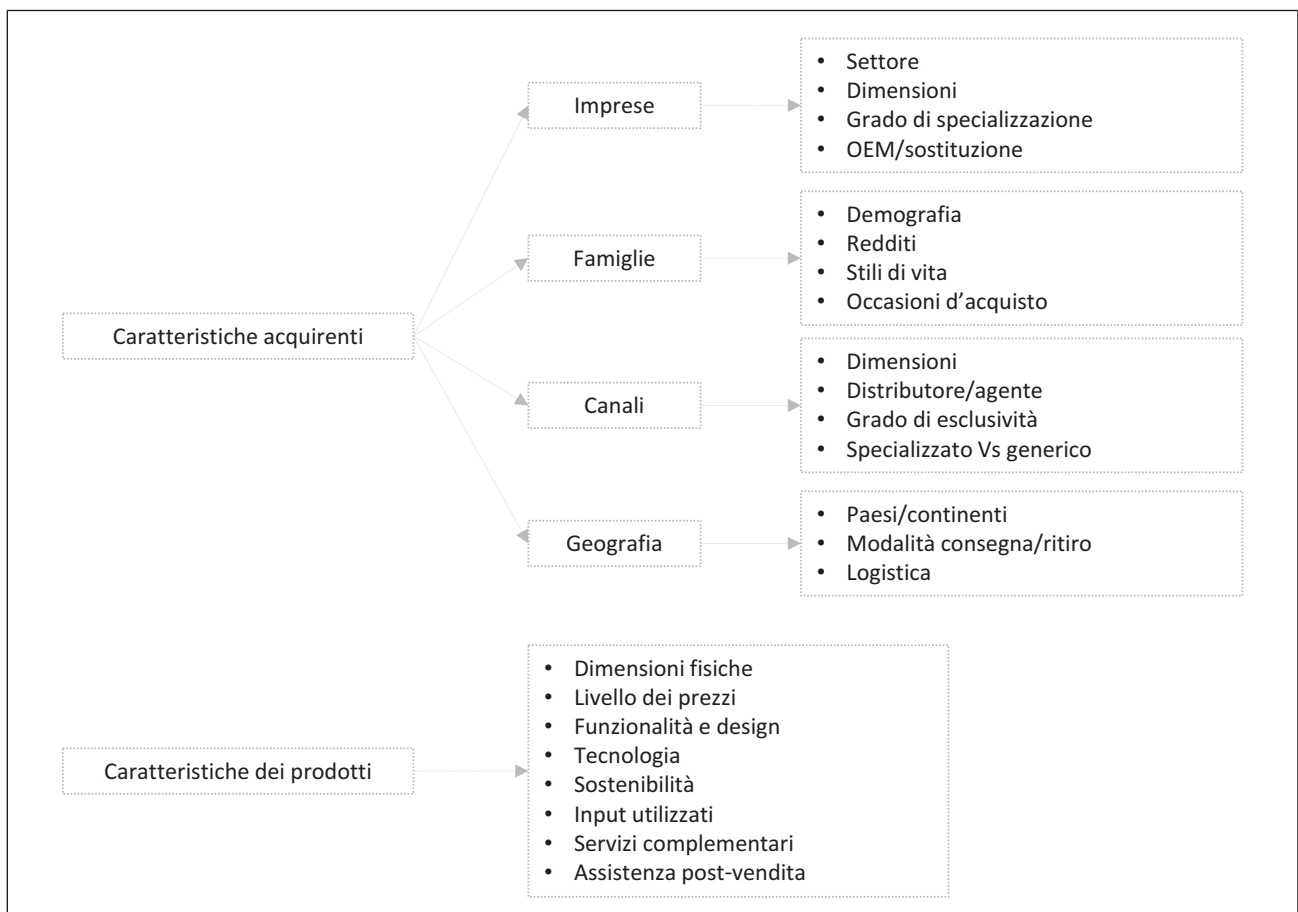 Caratteristiche acquirenti
Imprese
• Settore
• Dimensioni
• Grado di specializzazione
• OEM/sostituzione
Famiglie
• Demografia
• Redditi
• Stili di vita
• Occasioni d’acquisto
Canali
• Dimensioni
• Distributore/agente
• Grado di esclusività
• Specializzato Vs generico
Geografia
• Paesi/continenti
• Modalità consegna/ritiro
• Logistica
Caratteristiche dei prodotti
• Dimensioni fisiche
• Livello dei prezzi
• Funzionalità e design
• Tecnologia
• Sostenibilità
• Input utilizzati
• Servizi complementari
• Assistenza post-vendita